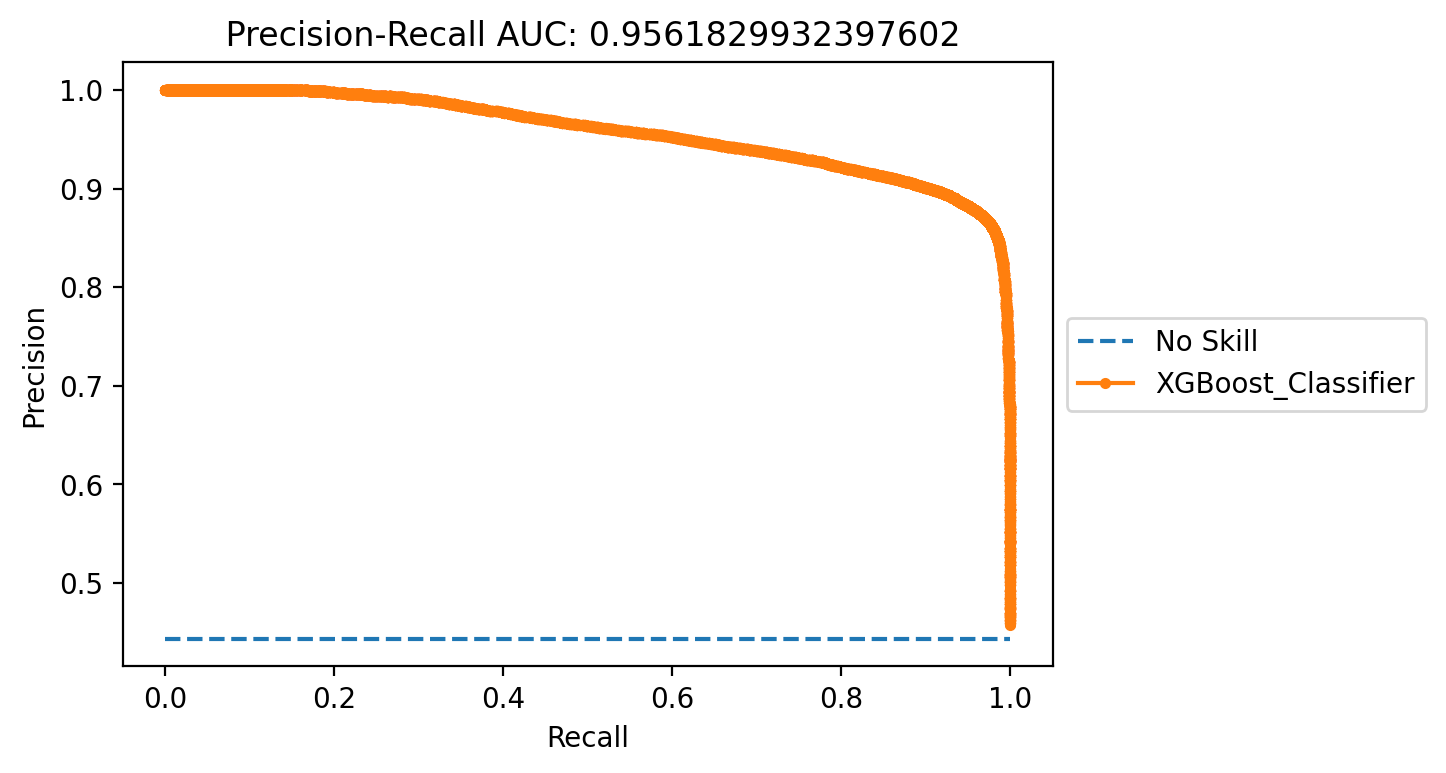 Precision-Recall AUC: 0.9561829932397602
1.0
0.9
0.8
0.7
0.6
0.5
Precision
0.0 0.2 0.4 0.6 0.8 1.0
Recall
No Skill
XGBoost_Classifier